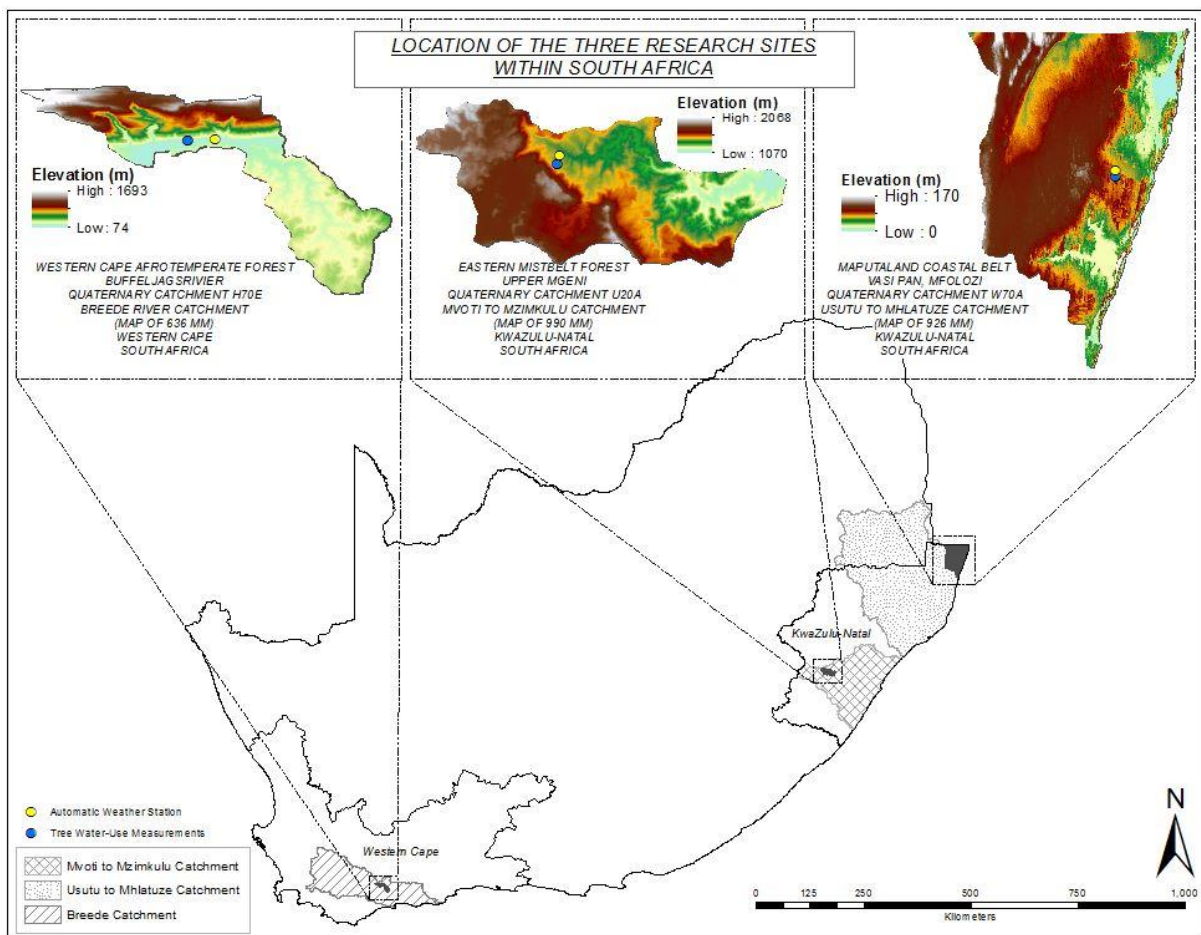 LOCATION OF THE THREE RESEARCH SITES
WITHIN SOUTH AFRICA
Elevation (m)
High : 1693
Low : 74
WESTERN CAPE AFROTEMPERATE FOREST
BUFFELJAGSRIVIER
QUATERNARY CATCHMENT H70E
BREEDE RIVER CATCHMENT
(MAP OF 636 MM)
WESTERN CAPE
SOUTH AFRICA
Elevation (m)
High : 2068
Low : 1070
EASTERN MISTBELT FOREST
UPPER MGENI
QUATERNARY CATCHMENT U20A
MVOTI TO MZIMKULU CATCHMENT
(MAP OF 990 MM)
KWAZULU-NATAL
SOUTH AFRICA
Elevation (m)
High : 170
Low : 0
MAPUTALAND COASTAL BELT
VASI PAN, MFOLOZI
QUATERNARY CATCHMENT W70A
USUTU TO MHLATUZE CATCHMENT
(MAP OF 926 MM)
KWAZULU-NATAL
SOUTH AFRICA
KwaZulu-Natal
Western Cape
Automatic Weather Station
Tree Water-Use Measurements
Mvoti to Mzimkulu Catchment
Usutu to Mhlatuze Catchment
Breede Catchment
N
0 125 250 500 750 1,000
Kilometers